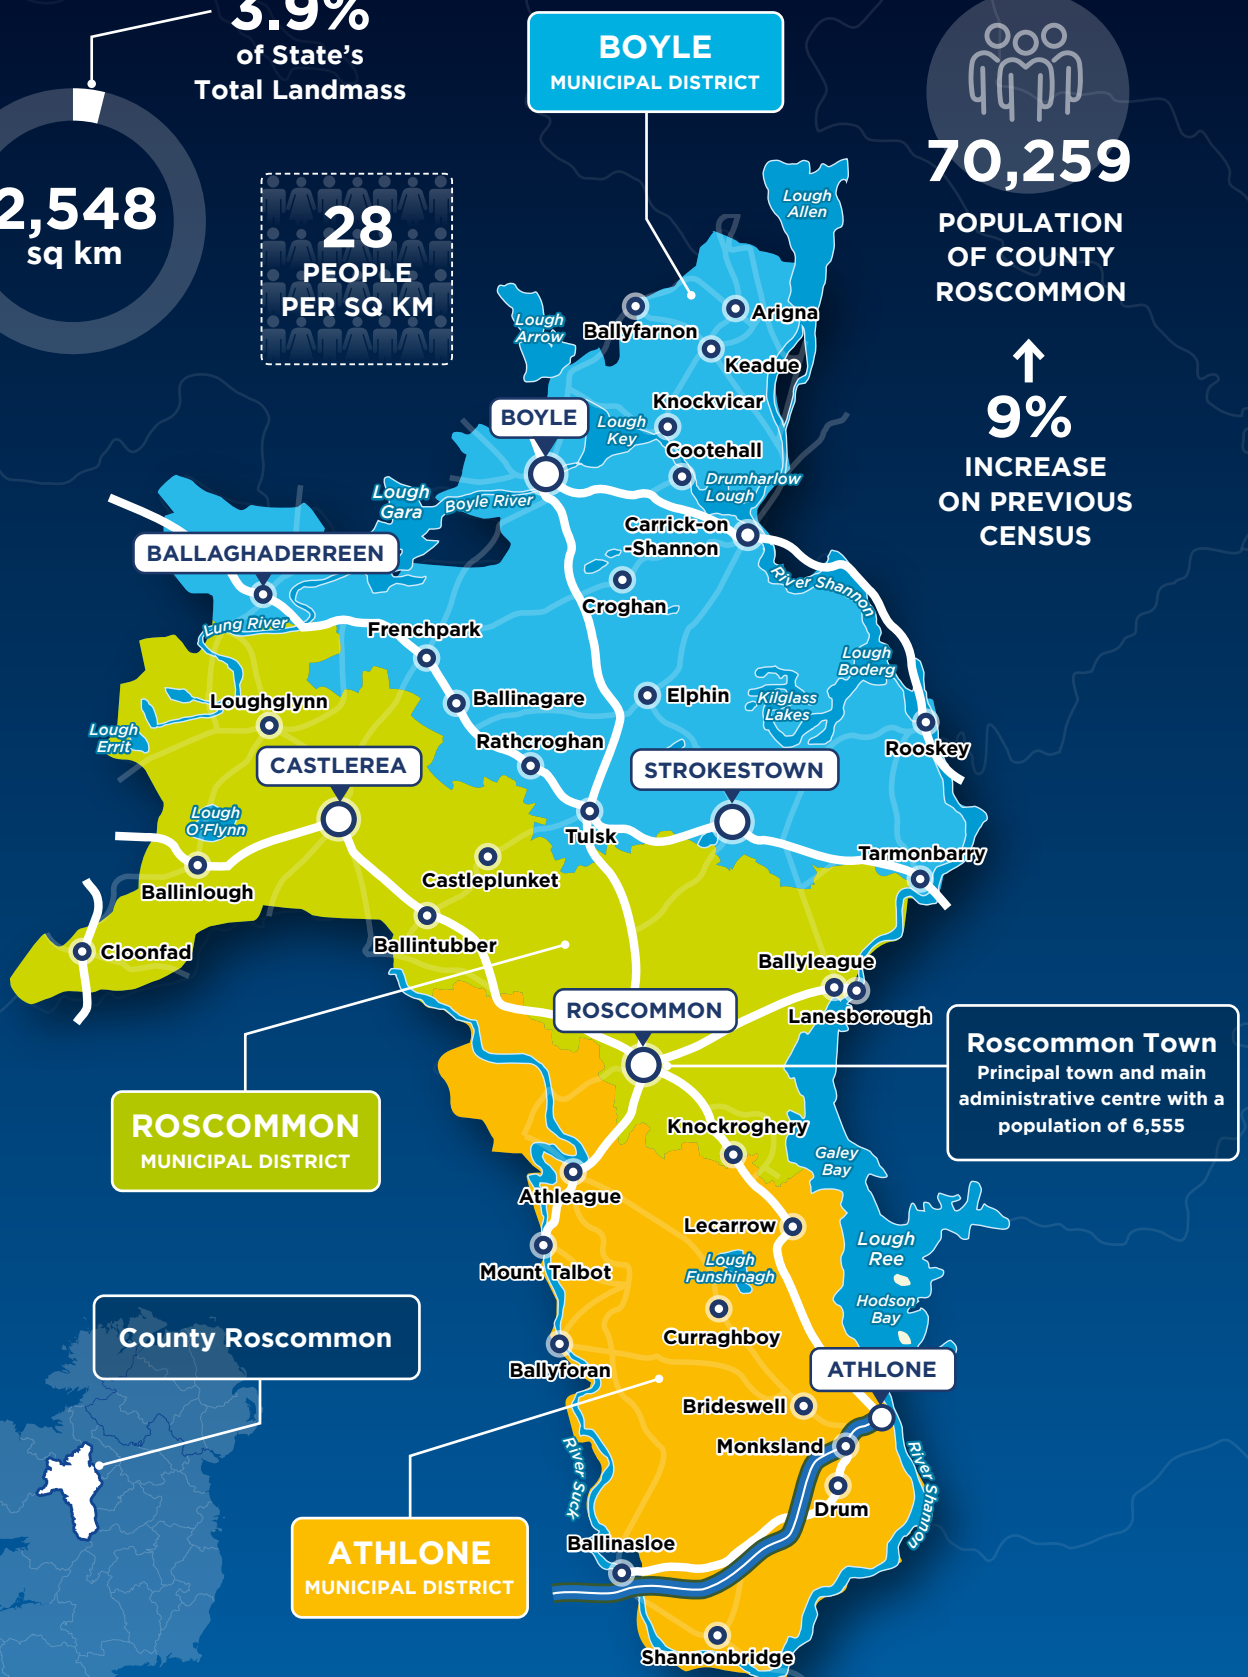 3.9%
of State's
Total Landmass
2,548
sq km
28
PEOPLE
PER SQ KM
BOYLE
MUNICIPAL DISTRICT
70,259
POPULATION
OF COUNTY
ROSCOMMON
9%
INCREASE
ON PREVIOUS
CENSUS
Lough
Allen
Lough
Arrow
Ballyfarnon
Arigna
Keadue
Knockvicar
BOYLE
Lough
Key
Cootehall
Drumharlow
Lough
Lough
Gara
Boyle River
Carrick-on
-Shannon
BALLAGHADERREEN
River Shannon
Croghan
Lung River
Frenchpark
Lough
Boderg
Loughglynn
Ballinagare
Elphin
Kilglass
Lakes
Lough
Errit
Rathcroghan
Rooskey
CASTLEREA
STROKESTOWN
Lough
O'Flynn
Tulsk
Tarmonbarry
Ballinlough
Castleplunket
Cloonfad
Ballintubber
Ballyleague
ROSCOMMON
Lanesborough
Roscommon Town
Principal town and main
administrative centre with a
population of 6,555
ROSCOMMON
MUNICIPAL DISTRICT
Knockroghery
Galey
Bay
Athleague
Lecarrow
Lough
Ree
Mount Talbot
Lough
Funshinagh
Hodson
Bay
County Roscommon
Curraghboy
Ballyforan
ATHLONE
Brideswell
Monksland
River Suck
River Shannon
Drum
Ballinasloe
ATHLONE
MUNICIPAL DISTRICT
Shannonbridge